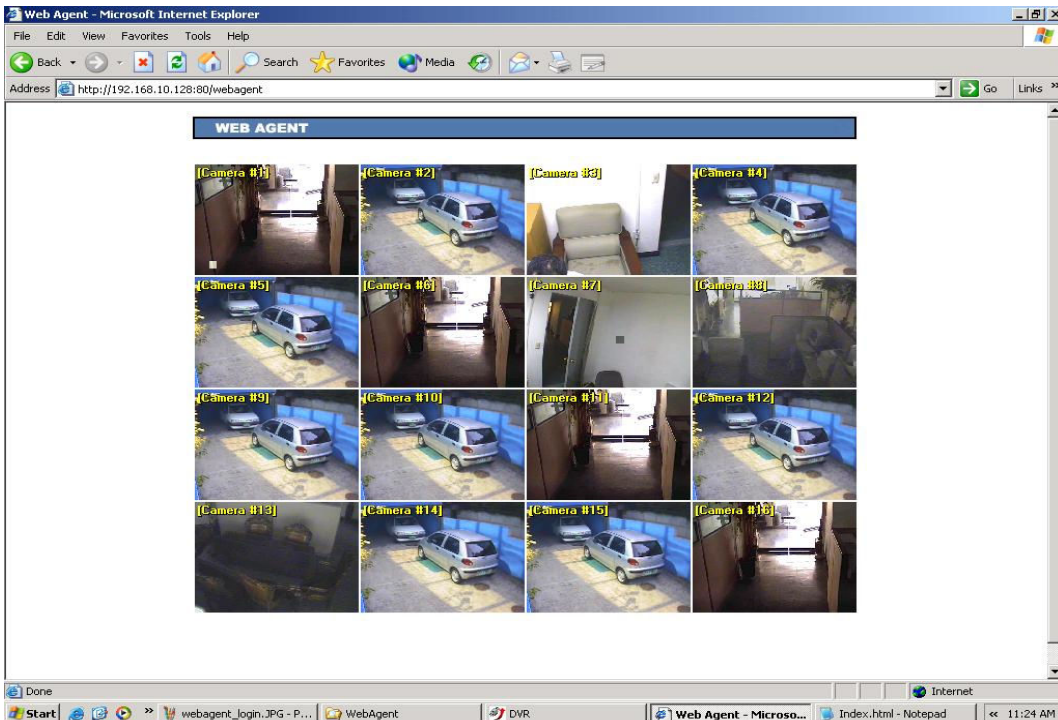 Web Agent - Microsoft Internet Explorer
File Edit View Favorites Tools Help
Back Search Favorites Media
Address http://192.168.10.128:80/webagent Go Links »
WEB AGENT
[Camera #1] [Camera #2] [Camera #3] [Camera #4]
[Camera #5] [Camera #6] [Camera #7] [Camera #8]
[Camera #9] [Camera #10] [Camera #11] [Camera #12]
[Camera #13] [Camera #14] [Camera #15] [Camera #16]
Done Internet
Start » webagent_login.JPG - P... WebAgent DVR Web Agent - Microso... Index.html - Notepad « 11:24 AM